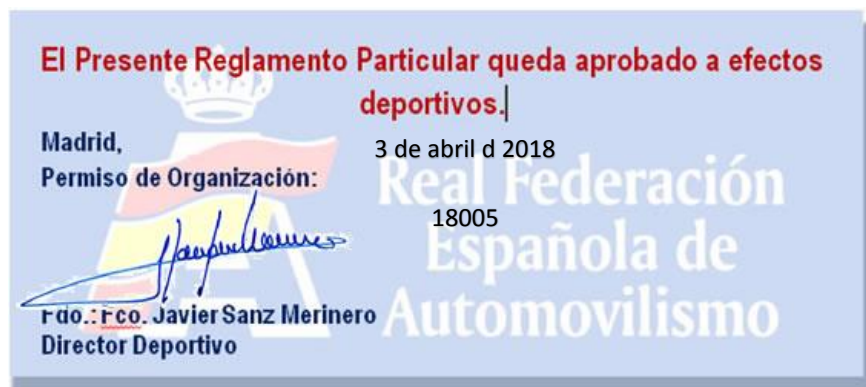 El Presente Reglamento Particular queda aprobado a efectos
deportivos.
Madrid,
3 de abril d 2018
Permiso de Organización:
18005
Real Federación
Española de
Automovilismo
Fdo.: Fco. Javier Sanz Merinero
Director Deportivo